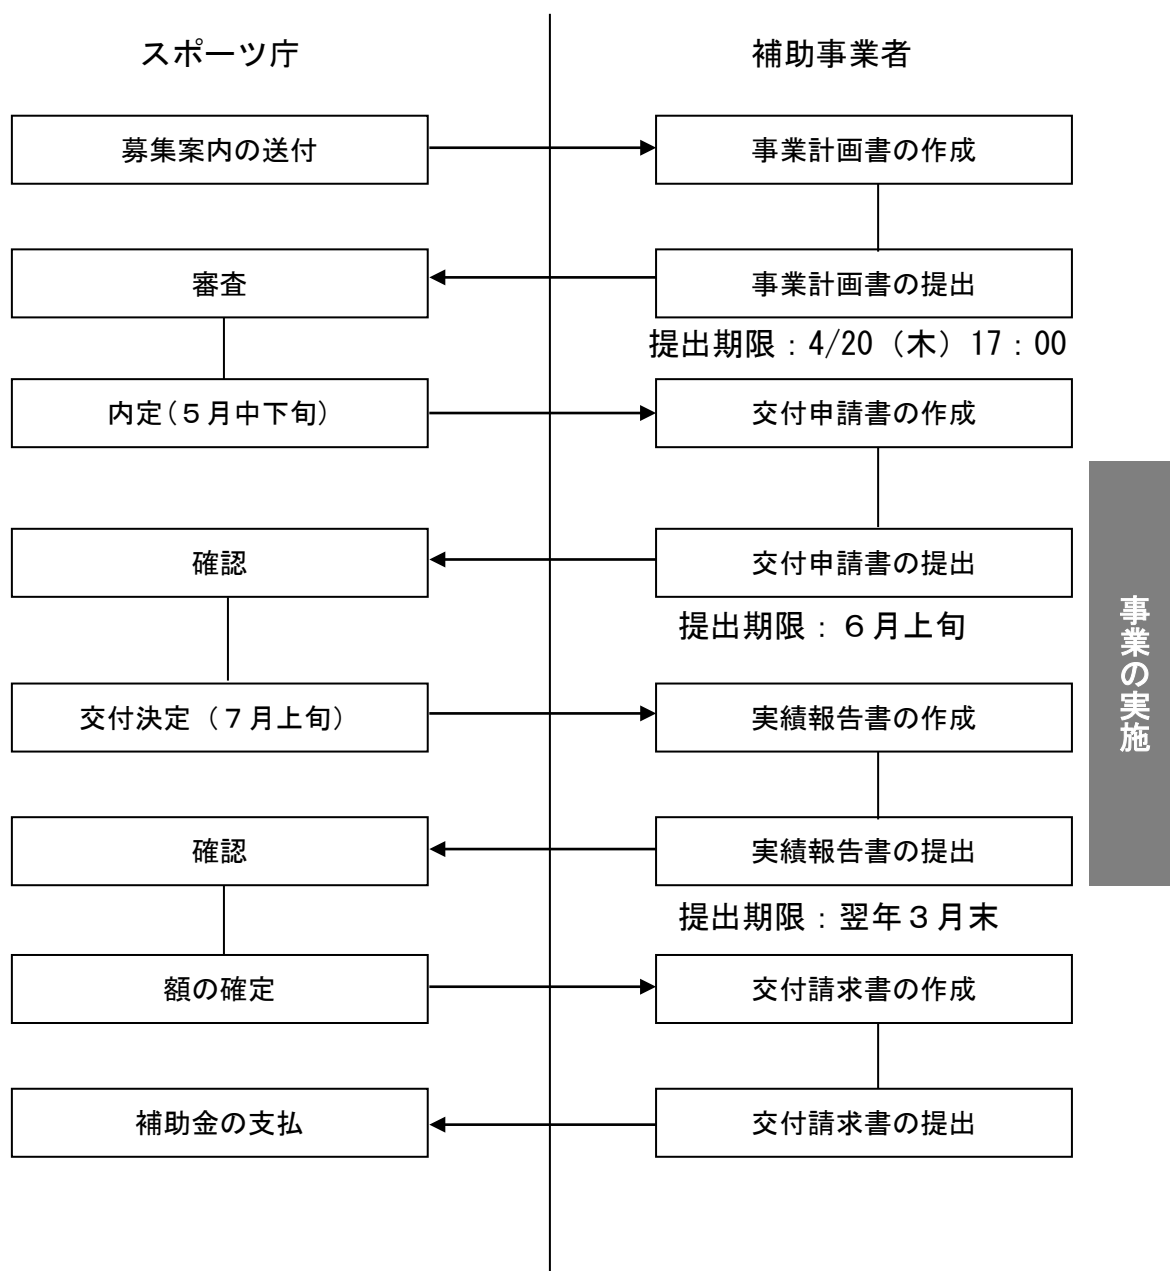 スポーツ庁
補助事業者
募集案内の送付
事業計画書の作成
審査
事業計画書の提出
提出期限：4/20（木）17：00
内定（５月中下旬）
交付申請書の作成
確認
交付申請書の提出
提出期限：６月上旬
交付決定（７月上旬）
実績報告書の作成
確認
実績報告書の提出
提出期限：翌年３月末
額の確定
交付請求書の作成
補助金の支払
交付請求書の提出
事業の実施